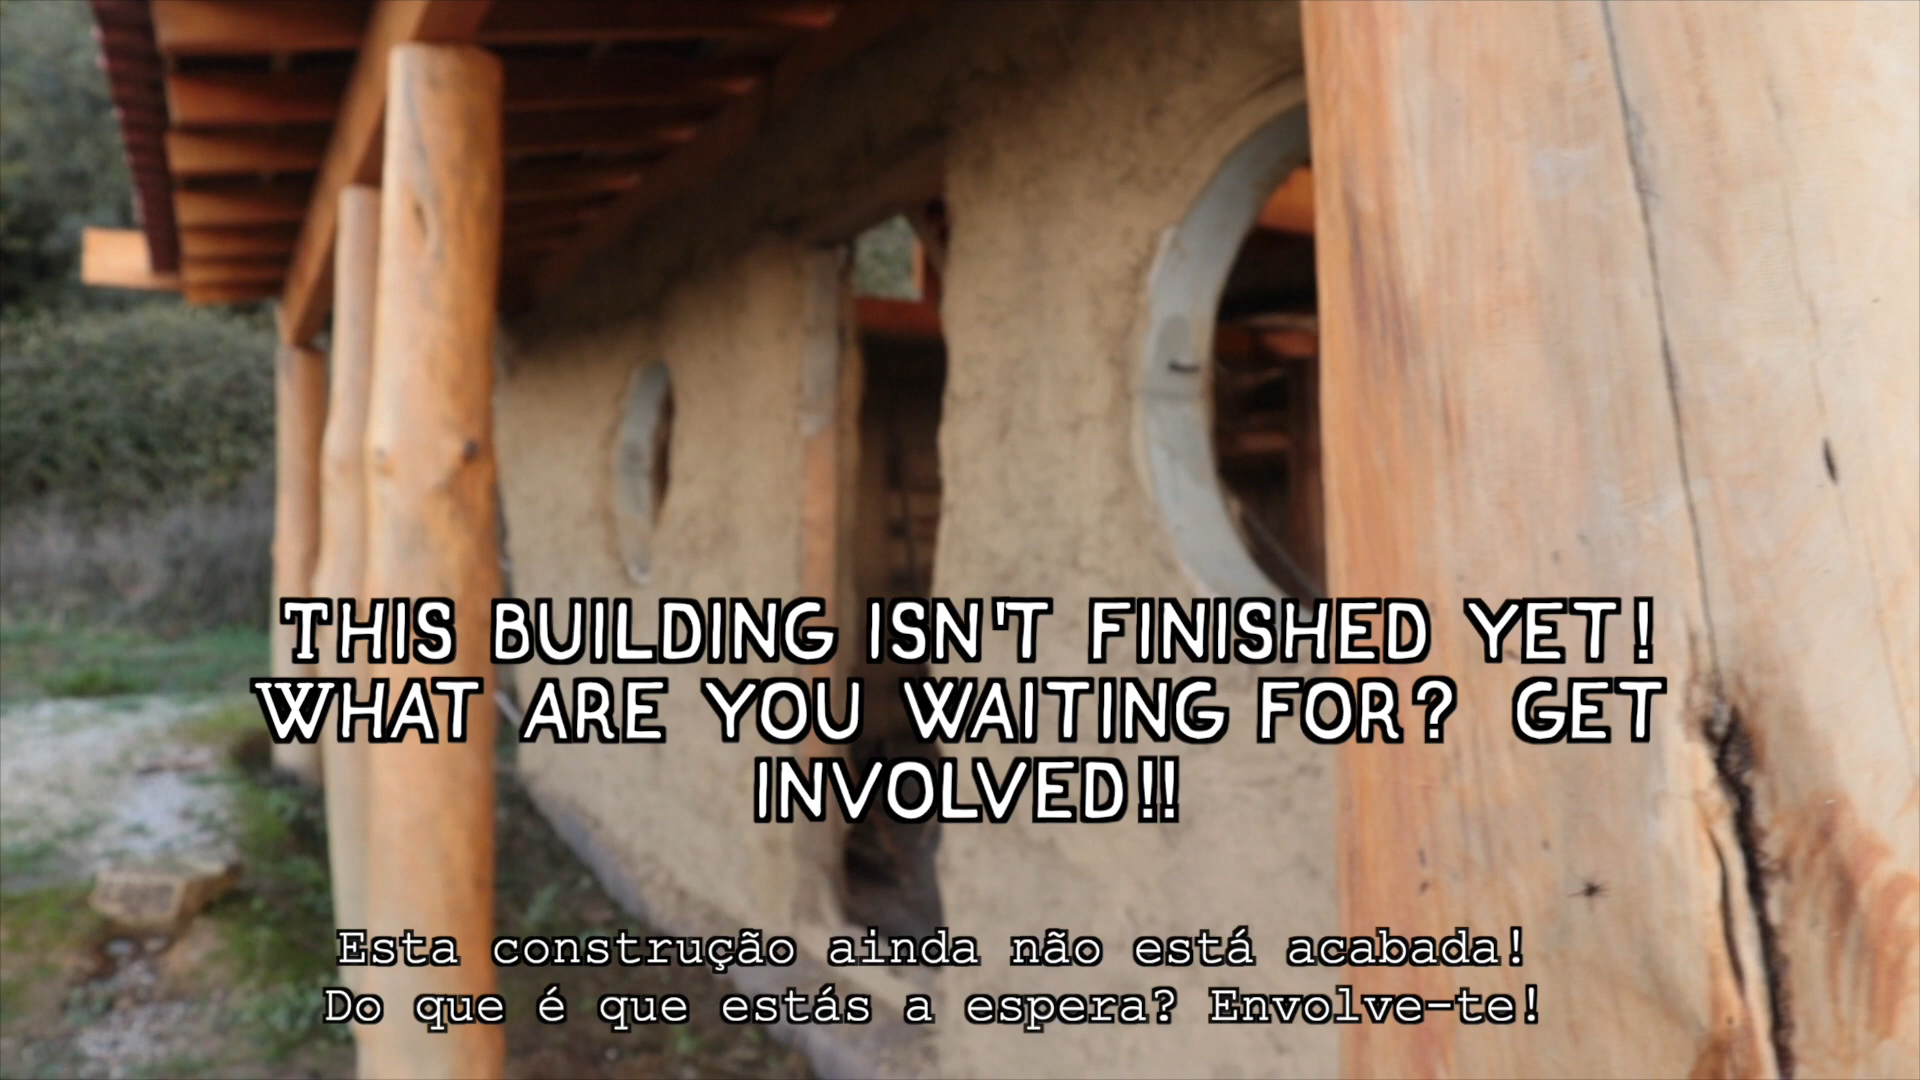 THIS BUILDING ISN'T FINISHED YET!
WHAT ARE YOU WAITING FOR? GET
INVOLVED!!
Esta construção ainda não está acabada!
Do que é que estás a espera? Envolve-te!